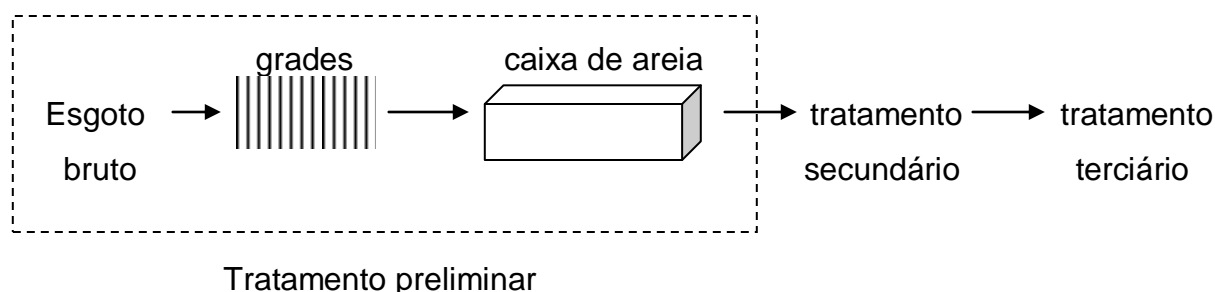 grades
caixa de areia
Esgoto
bruto
tratamento
secundário
tratamento
terciário
Tratamento preliminar